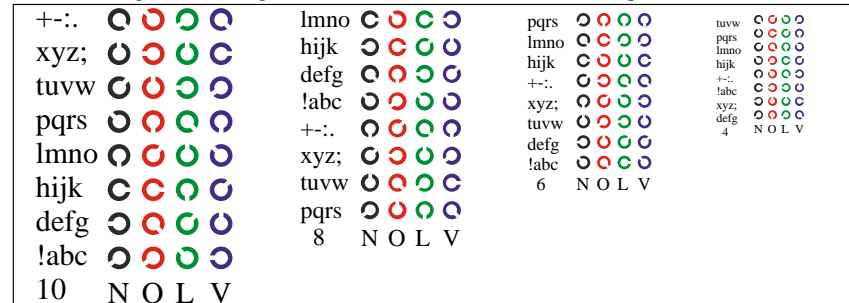 +-:.
xyz;
tuvw
pqrs
lmno
hijk
defg
!abc
10 N O L V
lmno
hijk
defg
!abc
+-:.
xyz;
tuvw
pqrs
8 N O L V
pqrs
lmno
hijk
+-:.
xyz;
tuvw
defg
!abc
6 N O L V
tuvw
pqrs
lmno
hijk
+-:.
!abc
xyz;
defg
4 N O L V